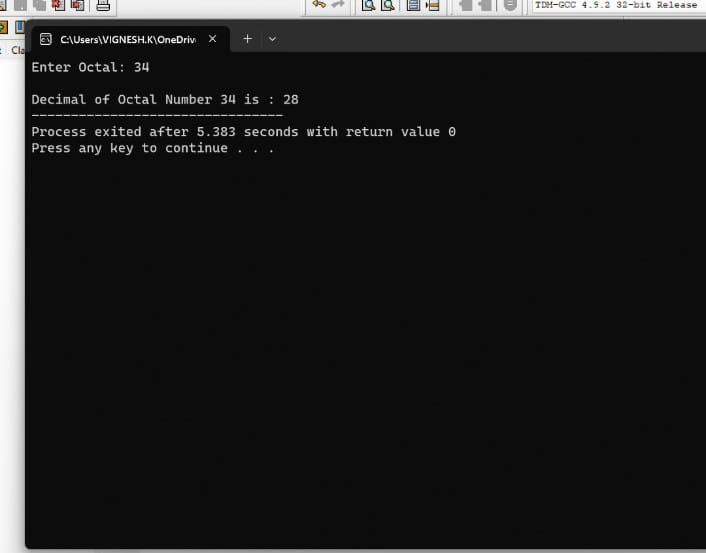 TDM-GCC 4.9.2 32-bit Release
Cla
C:\Users\VIGNESH.K\OneDriv
Enter Octal: 34
Decimal of Octal Number 34 is : 28
--------------------------------
Process exited after 5.383 seconds with return value 0
Press any key to continue . . .